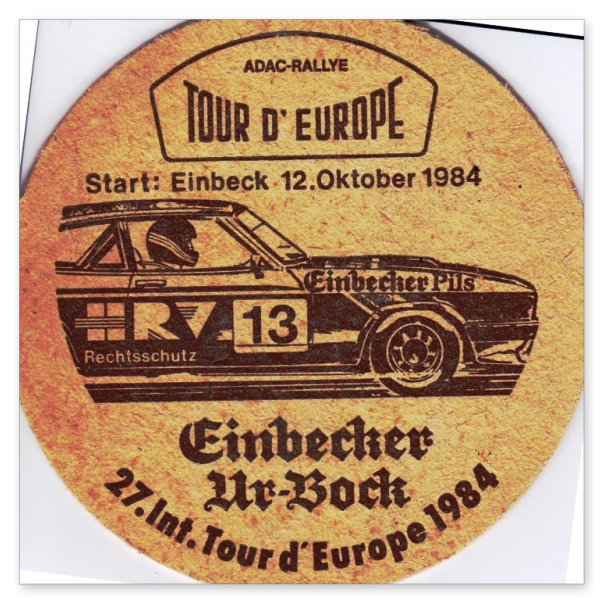 ADAC-RALLYE
TOUR D'EUROPE
Start: Einbeck 12.Oktober 1984
Einbecker Pils
HRV
13
Rechtsschutz
Einbecker
Ur-Bock
27.Int.Tour d'Europe 1984